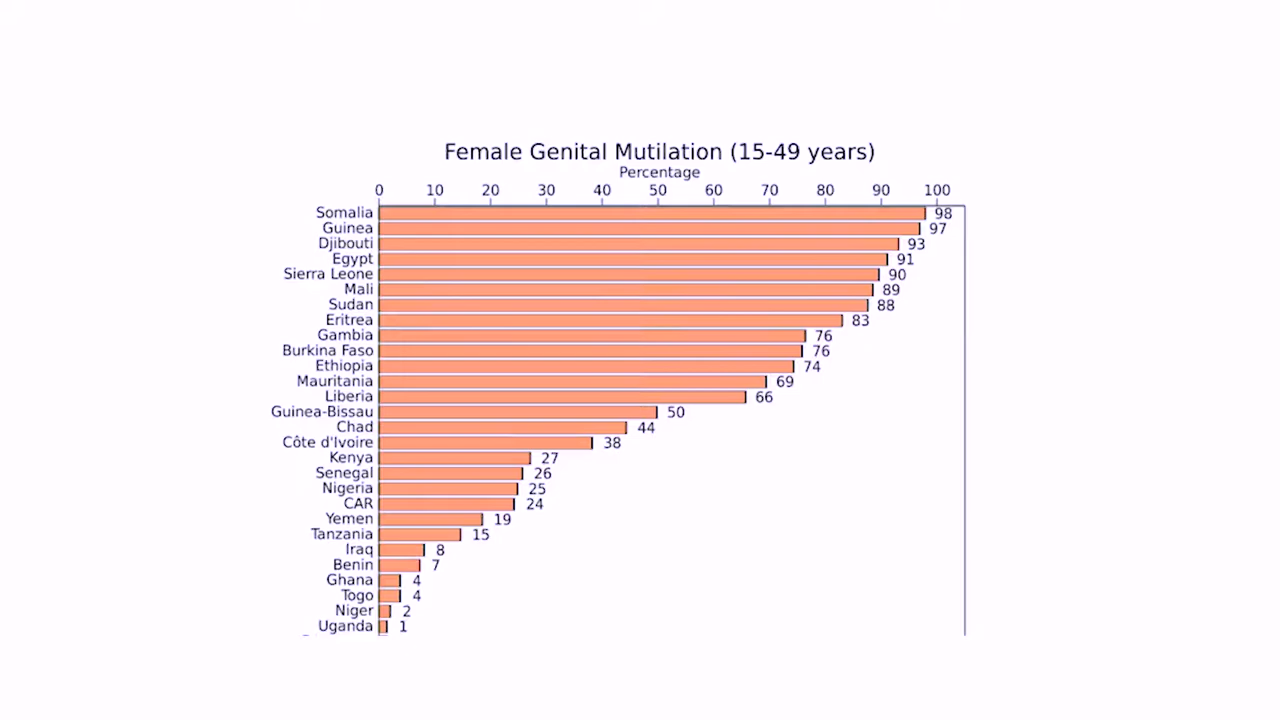 Female Genital Mutilation (15-49 years)
Percentage
0 10 20 30 40 50 60 70 80 90 100
Somalia 98
Guinea 97
Djibouti 93
Egypt 91
Sierra Leone 90
Mali 89
Sudan 88
Eritrea 83
Gambia 76
Burkina Faso 76
Ethiopia 74
Mauritania 69
Liberia 66
Guinea-Bissau 50
Chad 44
Côte d'Ivoire 38
Kenya 27
Senegal 26
Nigeria 25
CAR 24
Yemen 19
Tanzania 15
Iraq 8
Benin 7
Ghana 4
Togo 4
Niger 2
Uganda 1